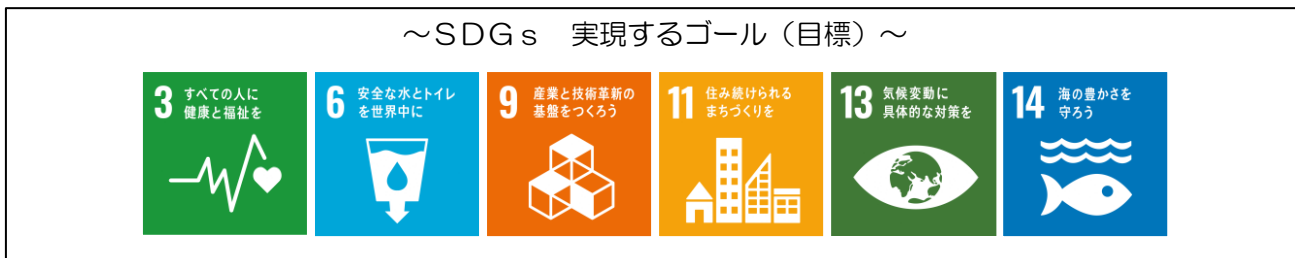 ～ＳＤＧｓ　実現するゴール（目標）～
3 すべての人に
健康と福祉を
6 安全な水とトイレ
を世界中に
9 産業と技術革新の
基盤をつくろう
11 住み続けられる
まちづくりを
13 気候変動に
具体的な対策を
14 海の豊かさを
守ろう